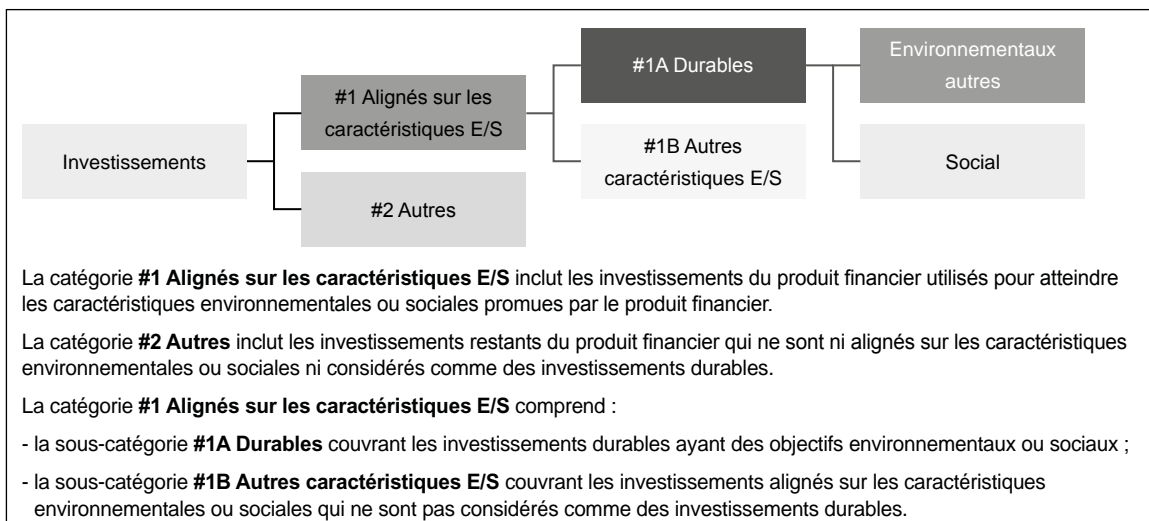 Investissements
#1 Alignés sur les
caractéristiques E/S
#2 Autres
#1A Durables
#1B Autres
caractéristiques E/S
Environnementaux
autres
Social
La catégorie #1 Alignés sur les caractéristiques E/S inclut les investissements du produit financier utilisés pour atteindre
les caractéristiques environnementales ou sociales promues par le produit financier.
La catégorie #2 Autres inclut les investissements restants du produit financier qui ne sont ni alignés sur les caractéristiques
environnementales ou sociales ni considérés comme des investissements durables.
La catégorie #1 Alignés sur les caractéristiques E/S comprend :
- la sous-catégorie #1A Durables couvrant les investissements durables ayant des objectifs environnementaux ou sociaux ;
- la sous-catégorie #1B Autres caractéristiques E/S couvrant les investissements alignés sur les caractéristiques
environnementales ou sociales qui ne sont pas considérés comme des investissements durables.